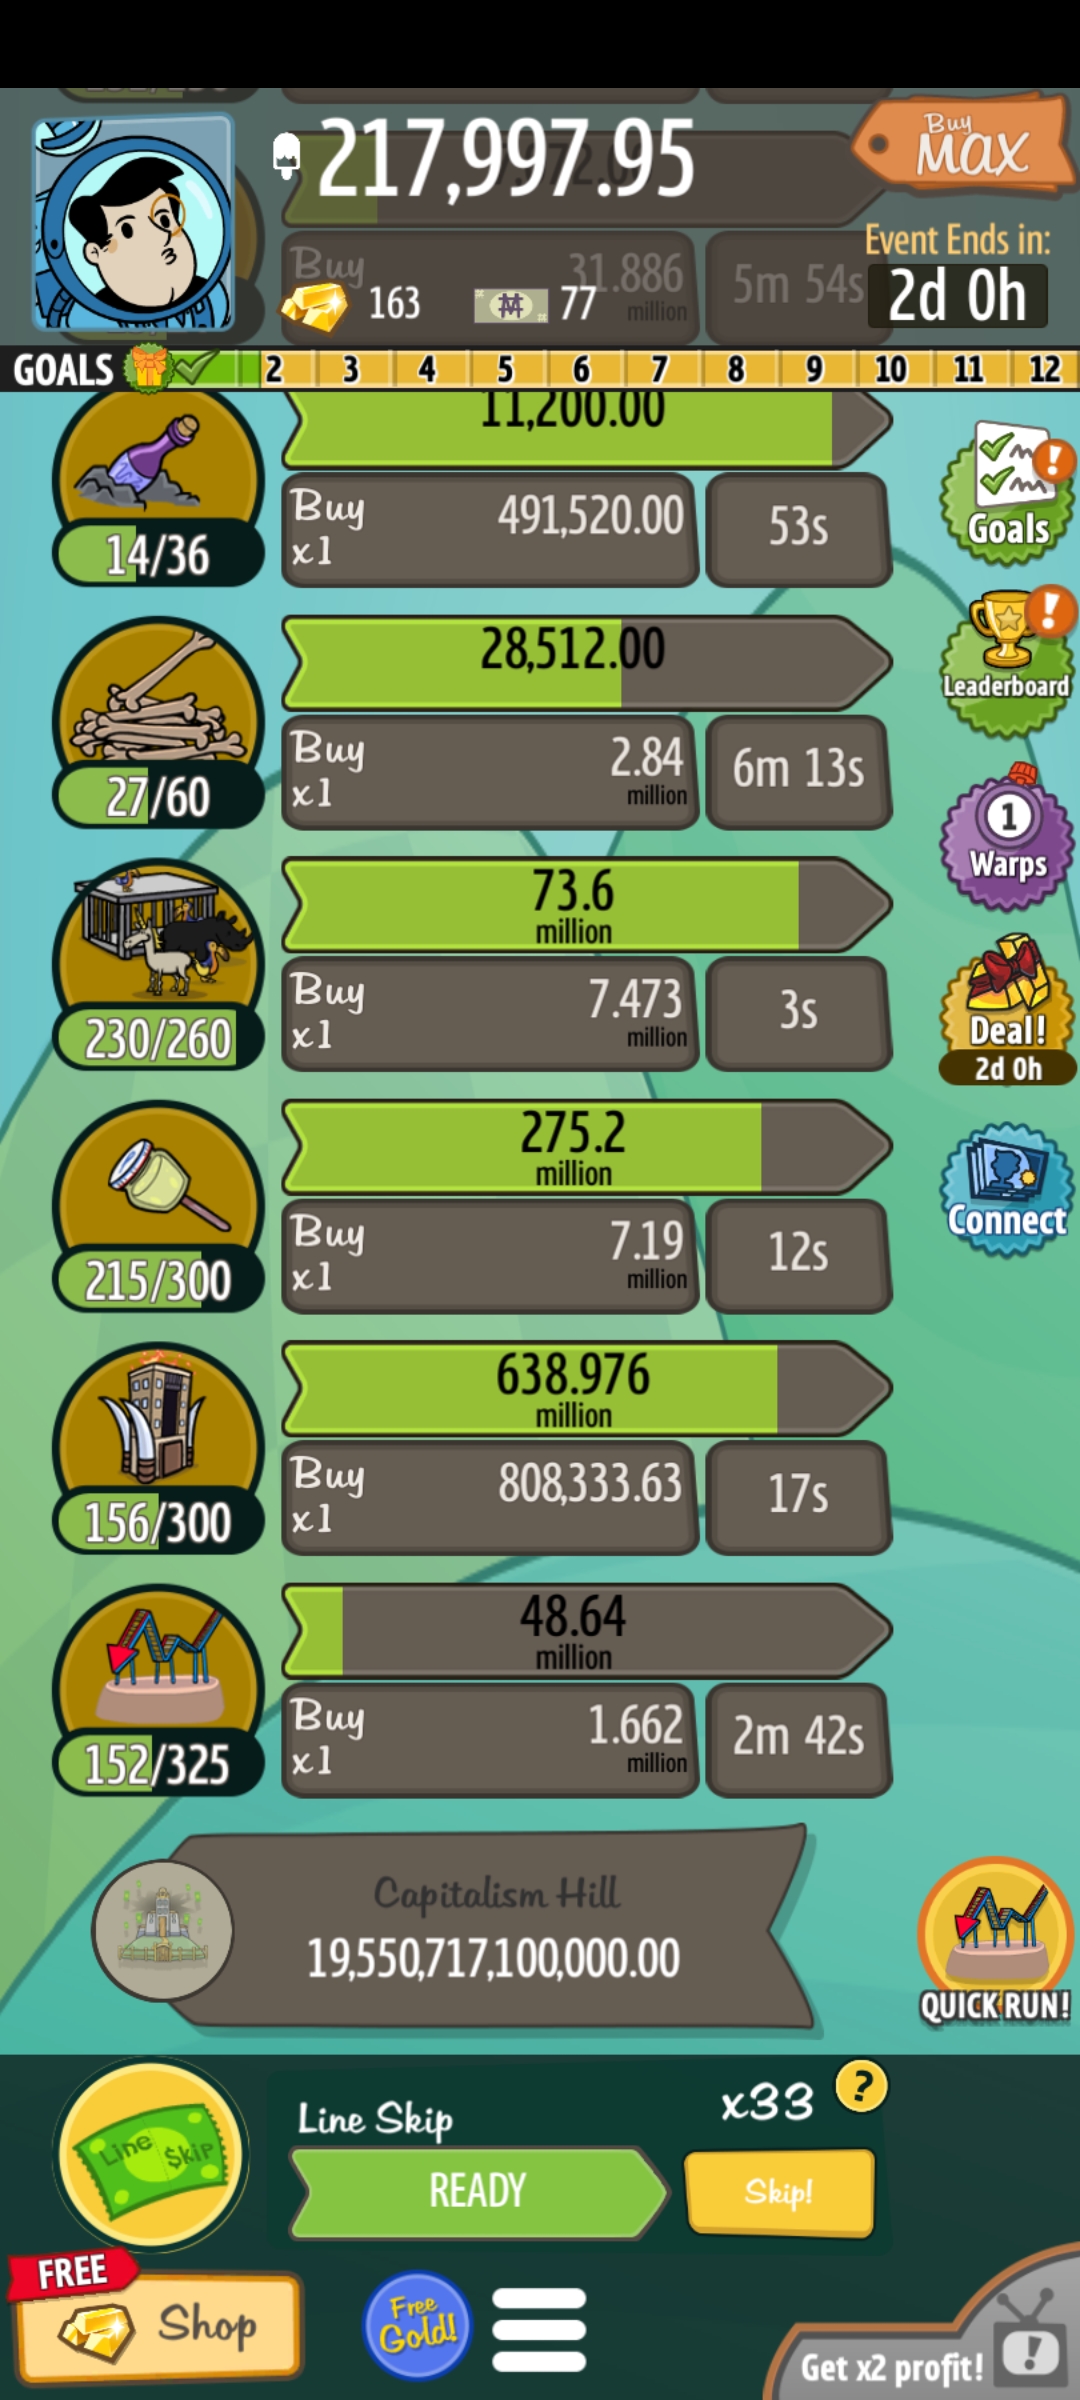 217,997.95
Buy
MAX
Buy
31.886
million
5m 54s
163
77
Event Ends in:
2d 0h
GOALS 2 3 4 5 6 7 8 9 10 11 12
11,200.00
Buy
x1
491,520.00
53s
14/36
Goals
28,512.00
Buy
x1
2.84
million
6m 13s
27/60
Leaderboard
1
Warps
73.6
million
Buy
x1
7.473
million
3s
230/260
Deal!
2d 0h
275.2
million
Buy
x1
7.19
million
12s
215/300
Connect
638.976
million
Buy
x1
808,333.63
17s
156/300
48.64
million
Buy
x1
1.662
million
2m 42s
152/325
Capitalism Hill
19,550,717,100,000.00
QUICK RUN!
Line $kip
Line Skip
x33
?
READY
Skip!
FREE
Shop
Free
Gold!
Get x2 profit!